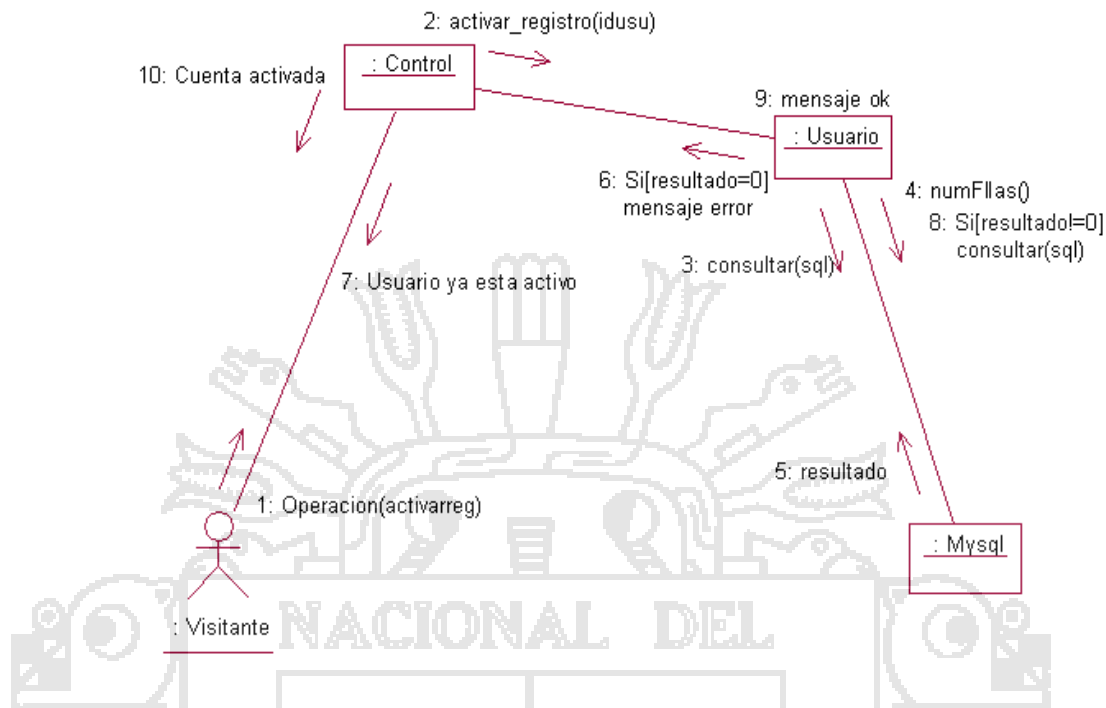 2: activar_registro(idusu)
: Control
10: Cuenta activada
9: mensaje ok
: Usuario
6: Si[resultado=0]
mensaje error
4: numFIlas()
8: Si[resultado!=0]
consultar(sql)
3: consultar(sql)
7: Usuario ya esta activo
5: resultado
1: Operacion(activarreg)
: Mysql
: Visitante
NACIONAL DEL